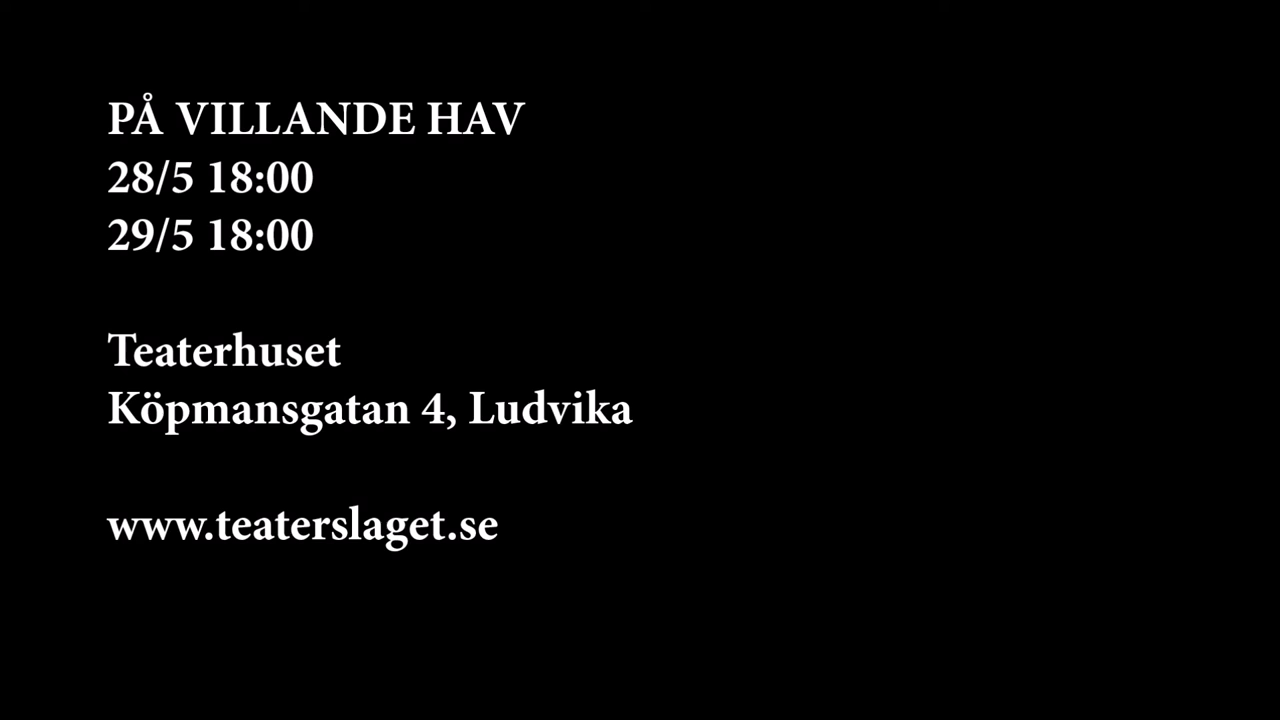 PÅ VILLANDE HAV
28/5 18:00
29/5 18:00
Teaterhuset
Köpmansgatan 4, Ludvika
www.teaterslaget.se